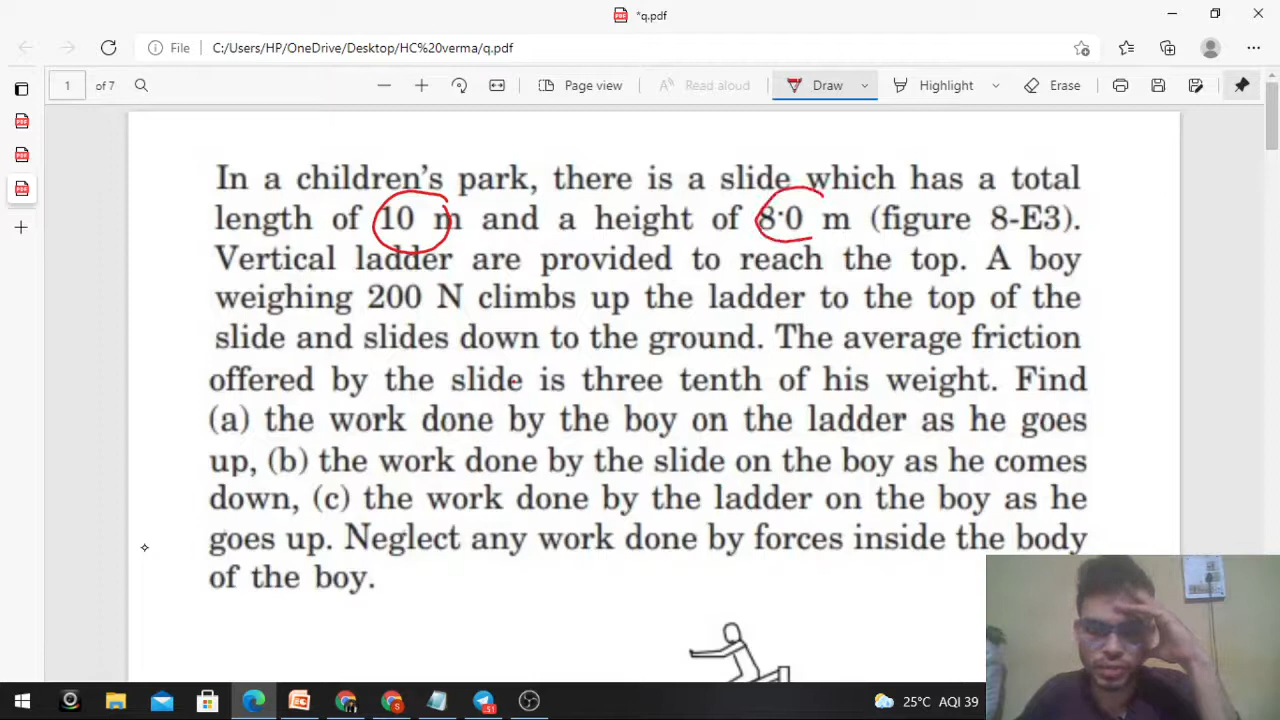 *q.pdf
File C:/Users/HP/OneDrive/Desktop/HC%20verma/q.pdf
1 of 7 Page view Read aloud Draw Highlight Erase
In a children's park, there is a slide which has a total
length of 10 m and a height of 8·0 m (figure 8-E3).
Vertical ladder are provided to reach the top. A boy
weighing 200 N climbs up the ladder to the top of the
slide and slides down to the ground. The average friction
offered by the slide is three tenth of his weight. Find
(a) the work done by the boy on the ladder as he goes
up, (b) the work done by the slide on the boy as he comes
down, (c) the work done by the ladder on the boy as he
goes up. Neglect any work done by forces inside the body
of the boy.
25°C AQI 39